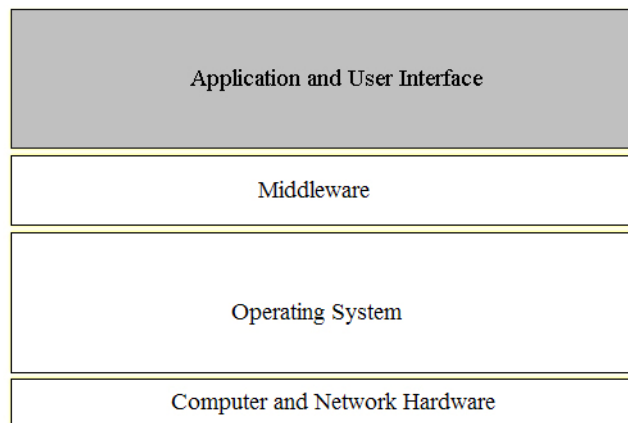 Application and User Interface
Middleware
Operating System
Computer and Network Hardware